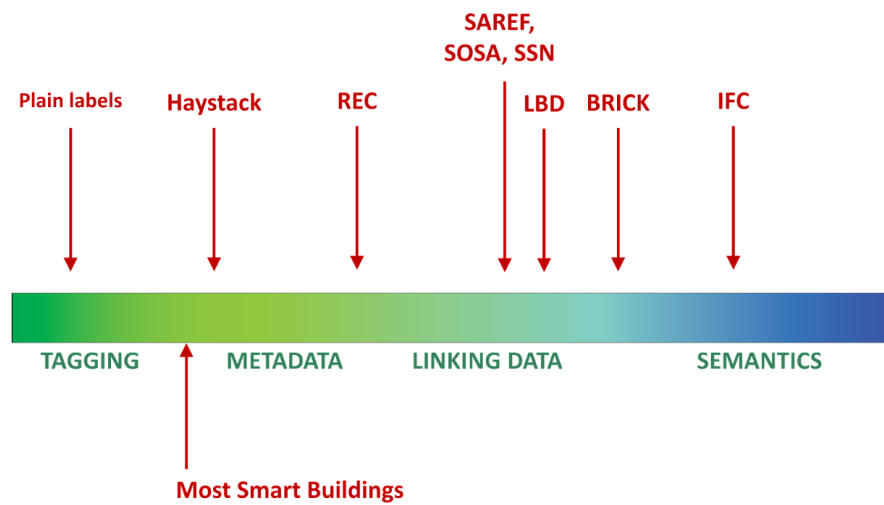 SAREF,
SOSA, SSN
Plain labels
Haystack
REC
LBD
BRICK
IFC
TAGGING
METADATA
LINKING DATA
SEMANTICS
Most Smart Buildings